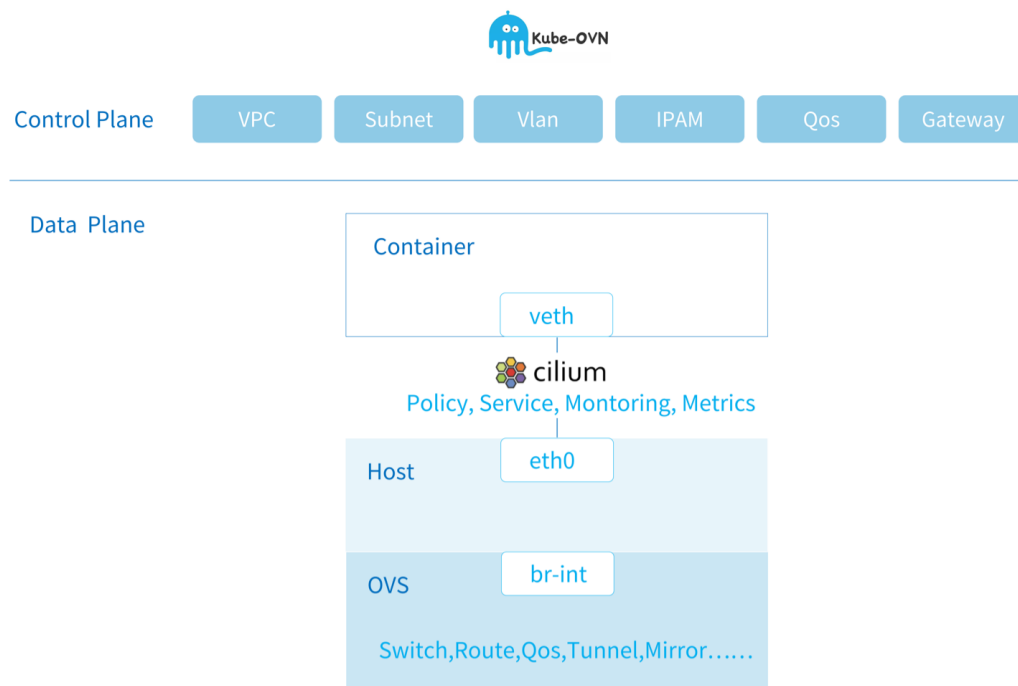 Kube-OVN
Control Plane VPC Subnet Vlan IPAM Qos Gateway
Data Plane
Container
veth
cilium
Policy, Service, Montoring, Metrics
eth0
Host
br-int
OVS
Switch,Route,Qos,Tunnel,Mirror......